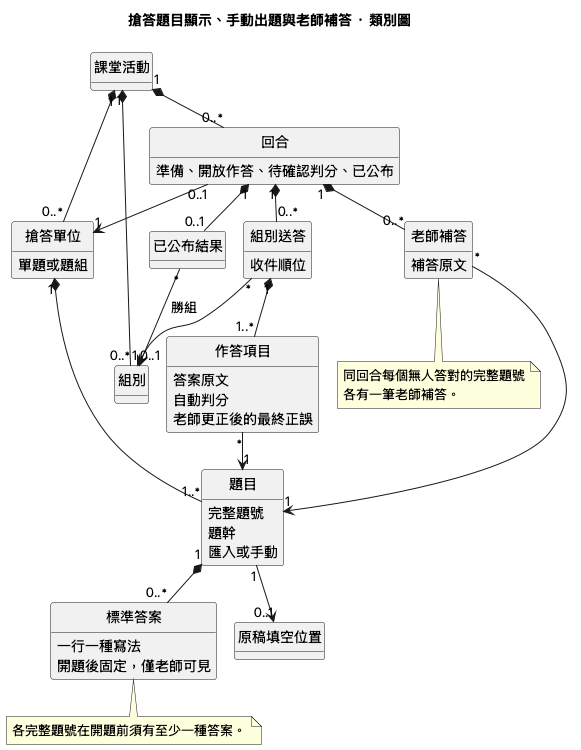 搶答題目顯示、手動出題與老師補答 · 類別圖
課堂活動
1
1
1
0..*
回合
準備、開放作答、待確認判分、已公布
0..1
1
1
1
0..*
1
0..1
0..*
0..*
搶答單位
單題或題組
已公布結果
組別送答
收件順位
老師補答
補答原文
1
*
*
1
*
勝組
1..*
0..*
1
0..1
組別
作答項目
答案原文
自動判分
老師更正後的最終正誤
同回合每個無人答對的完整題號
各有一筆老師補答。
*
1
1..*
1
題目
完整題號
題幹
匯入或手動
1
1
0..*
0..1
標準答案
一行一種寫法
開題後固定，僅老師可見
原稿填空位置
各完整題號在開題前須有至少一種答案。